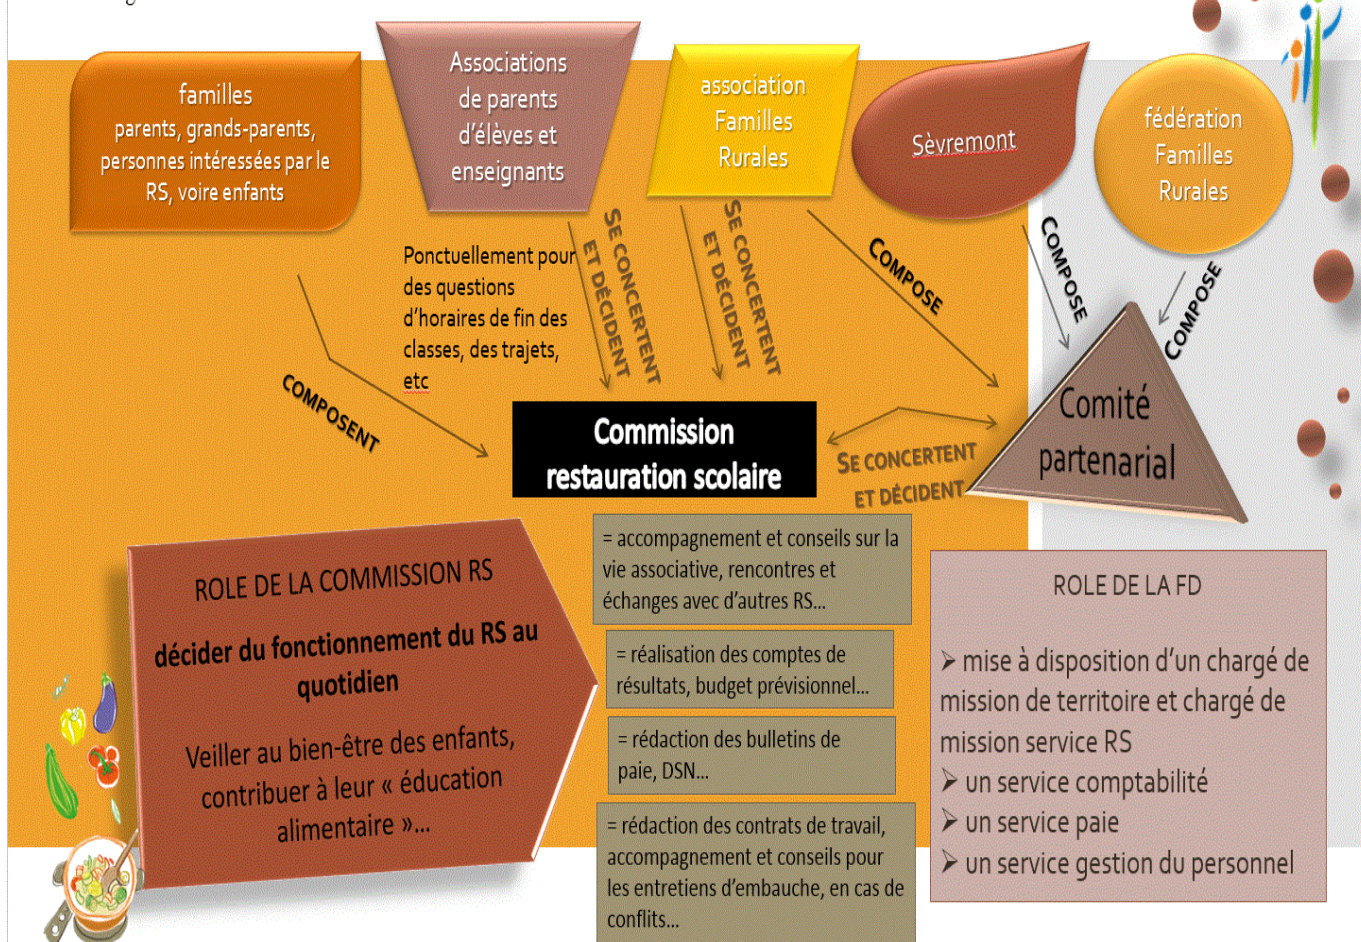 familles
parents, grands-parents,
personnes intéressées par le
RS, voire enfants
Associations
de parents
d'élèves et
enseignants
association
Familles
Rurales
Sèvremont
fédération
Familles
Rurales
Ponctuellement pour
des questions
d'horaires de fin des
classes, des trajets,
etc
SE CONCERTENT
ET DÉCIDENT
SE CONCERTENT
ET DÉCIDENT
COMPOSE
COMPOSE
COMPOSE
COMPOSENT
Commission
restauration scolaire
SE CONCERTENT
ET DÉCIDENT
Comité
partenarial
ROLE DE LA COMMISSION RS
décider du fonctionnement du RS au
quotidien
Veiller au bien-être des enfants,
contribuer à leur « éducation
alimentaire »...
= accompagnement et conseils sur la
vie associative, rencontres et
échanges avec d'autres RS...
= réalisation des comptes de
résultats, budget prévisionnel...
= rédaction des bulletins de
paie, DSN...
= rédaction des contrats de travail,
accompagnement et conseils pour
les entretiens d'embauche, en cas de
conflits...
ROLE DE LA FD
➢ mise à disposition d'un chargé de
mission de territoire et chargé de
mission service RS
➢ un service comptabilité
➢ un service paie
➢ un service gestion du personnel